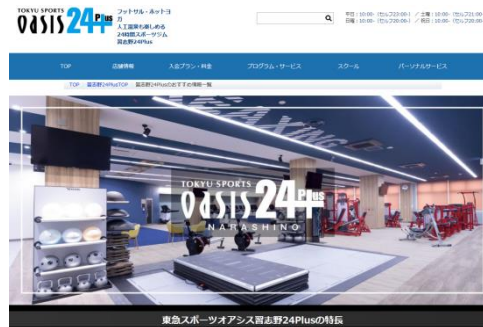 TOKYU SPORTS
Oasis 24 Plus
フットサル・ホットヨ
ガ
人工温泉も楽しめる
24時間スポーツジム
習志野24Plus
TOP
店舗情報
入会プラン・料金
プログラム・サービス
スクール
パーソナルサービス
TOP 習志野24PlusTOP 習志野24Plusのおすすめ情報一覧
RELAXING
TOKYU SPORTS
Oasis 24 Plus
NARASHINO
東急スポーツオアシス習志野24Plusの特長